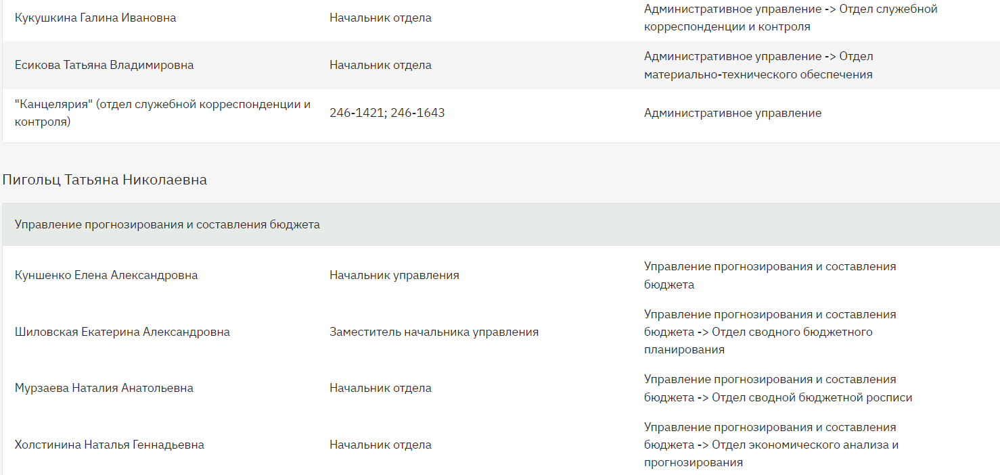 Кукушкина Галина Ивановна
Начальник отдела
Административное управление -> Отдел служебной
корреспонденции и контроля
Есикова Татьяна Владимировна
Начальник отдела
Административное управление -> Отдел
материально-технического обеспечения
"Канцелярия" (отдел служебной корреспонденции и
контроля)
246-1421; 246-1643
Административное управление
Пигольц Татьяна Николаевна
Управление прогнозирования и составления бюджета
Куншенко Елена Александровна
Начальник управления
Управление прогнозирования и составления
бюджета
Шиловская Екатерина Александровна
Заместитель начальника управления
Управление прогнозирования и составления
бюджета -> Отдел сводного бюджетного
планирования
Мурзаева Наталия Анатольевна
Начальник отдела
Управление прогнозирования и составления
бюджета -> Отдел сводной бюджетной росписи
Холстинина Наталья Геннадьевна
Начальник отдела
Управление прогнозирования и составления
бюджета -> Отдел экономического анализа и
прогнозирования